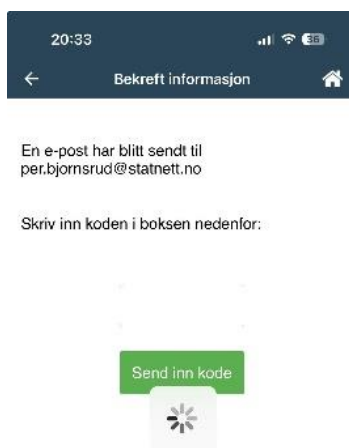 20:33
36
Bekreft informasjon
En e-post har blitt sendt til
per.bjornsrud@statnett.no
Skriv inn koden i boksen nedenfor:
Send inn kode